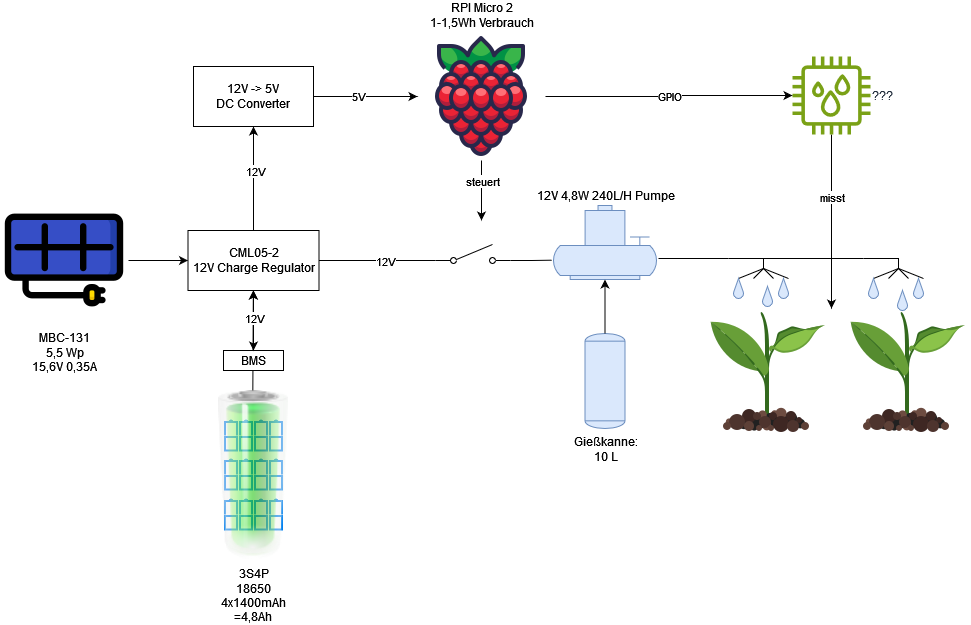 RPI Micro 2
1-1,5Wh Verbrauch
12V -> 5V
DC Converter
5V
GPIO
???
12V
steuert
misst
12V 4,8W 240L/H Pumpe
CML05-2
12V Charge Regulator
12V
12V
MBC-131
5,5 Wp
15,6V 0,35A
BMS
Gießkanne:
10 L
3S4P
18650
4x1400mAh
=4,8Ah